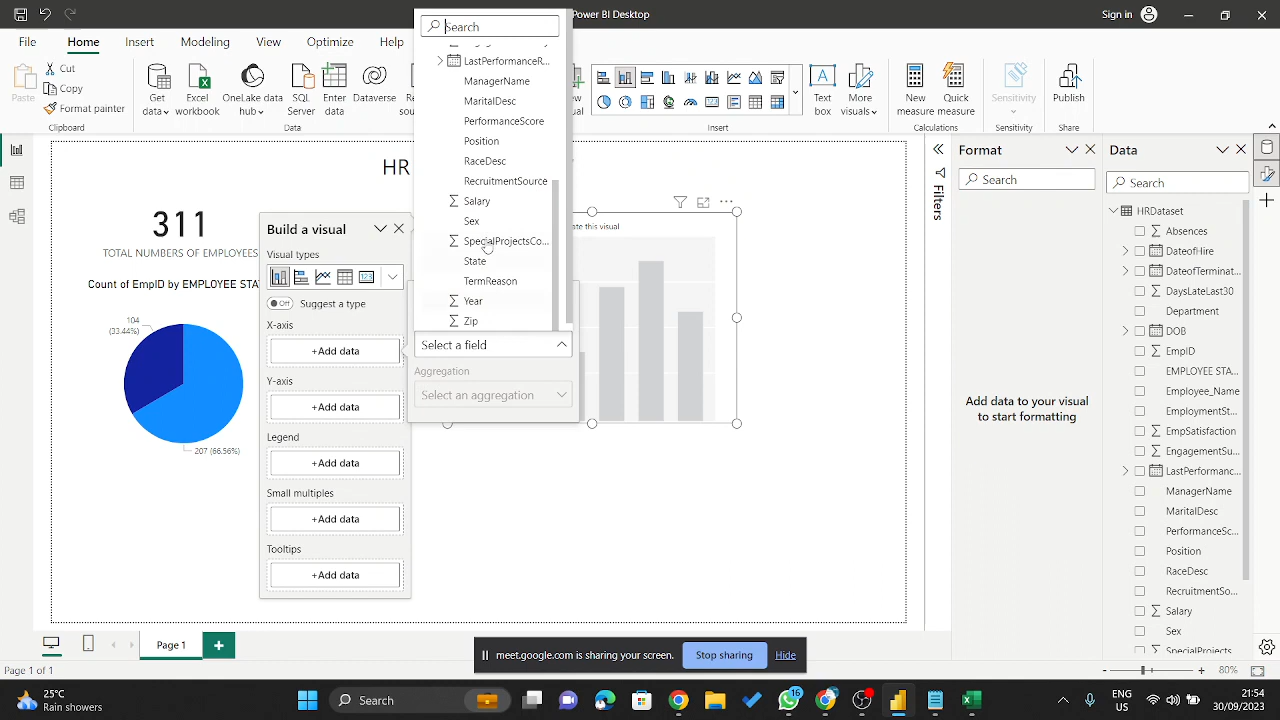 Power BI Desktop
Sign in
File
Home
Insert
Modeling
View
Optimize
Help
Paste
Cut
Copy
Format painter
Clipboard
Get
data
Excel
workbook
OneLake data
hub
SQL
Serve
Enter
data
Dataverse
Data
Text
box
More
visuals
Insert
New
measure
Quick
measure
Calculations
Sensitivity
Sensitivity
Publish
Share
Search
LastPerformanceR...
ManagerName
MaritalDesc
PerformanceScore
Position
RaceDesc
RecruitmentSource
Salary
Sex
SpecialProjectsCo...
State
TermReason
Year
Zip
Select a field
Aggregation
Select an aggregation
HR
311
TOTAL NUMBERS OF EMPLOYEES
Count of EmpID by EMPLOYEE STA
104
(33.44%)
207 (66.56%)
Build a visual
Visual types
123
Off
Suggest a type
X-axis
+Add data
Y-axis
+Add data
Legend
+Add data
Small multiples
+Add data
Tooltips
+Add data
ate this visual
Filters
Format
Search
Add data to your visual
to start formatting
Data
Search
HRDataset
Absences
DateofHire
DateofTerminat...
DaysLateLast30
Department
DOB
EmpID
EMPLOYEE STA...
Employee_Name
EmploymentSt...
EmpSatisfaction
EngagementSu...
LastPerformanc...
ManagerName
MaritalDesc
PerformanceSc...
Position
RaceDesc
RecruitmentSo...
Salary
Sex
SpecialProjects
Page 1
meet.google.com is sharing your screen.
Stop sharing
Hide
Page 1 of 1
80%
25°C
Rain showers
Search
16
ENG
US
21:54
30/09/2023